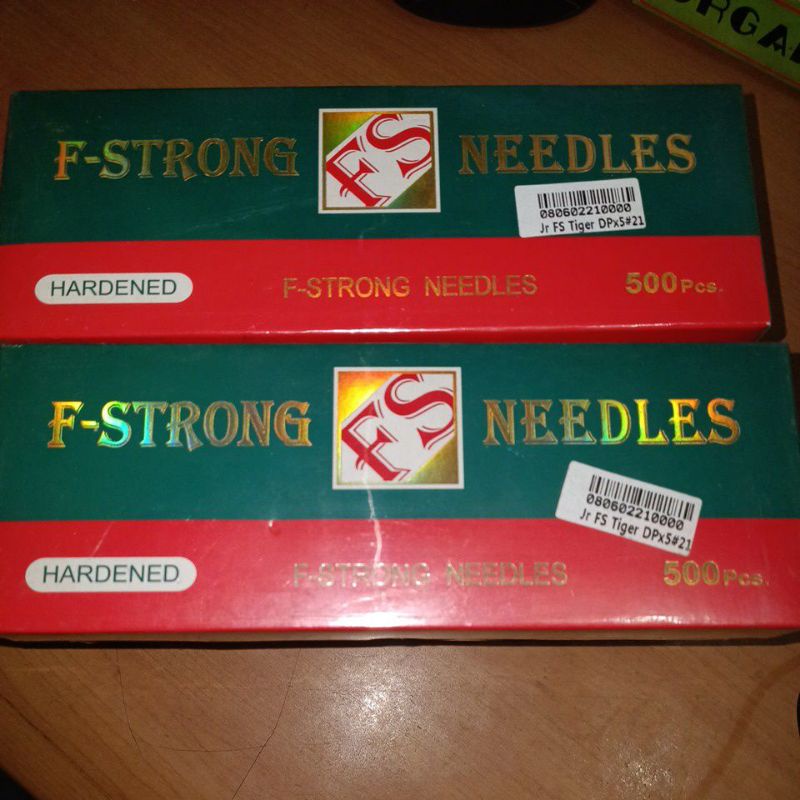 ORGA
F-STRONG FS NEEDLES
080602210000
Jr FS Tiger DPx5#21
HARDENED F-STRONG NEEDLES 500 Pcs.
F-STRONG FS NEEDLES
080602210000
Jr FS Tiger DPx5#21
HARDENED F-STRONG NEEDLES 500 Pcs.